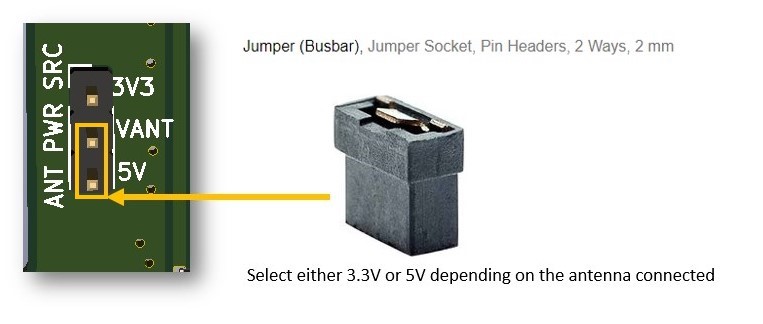 Jumper (Busbar), Jumper Socket, Pin Headers, 2 Ways, 2 mm
ANT PWR SRC
3V3
VANT
5V
Select either 3.3V or 5V depending on the antenna connected